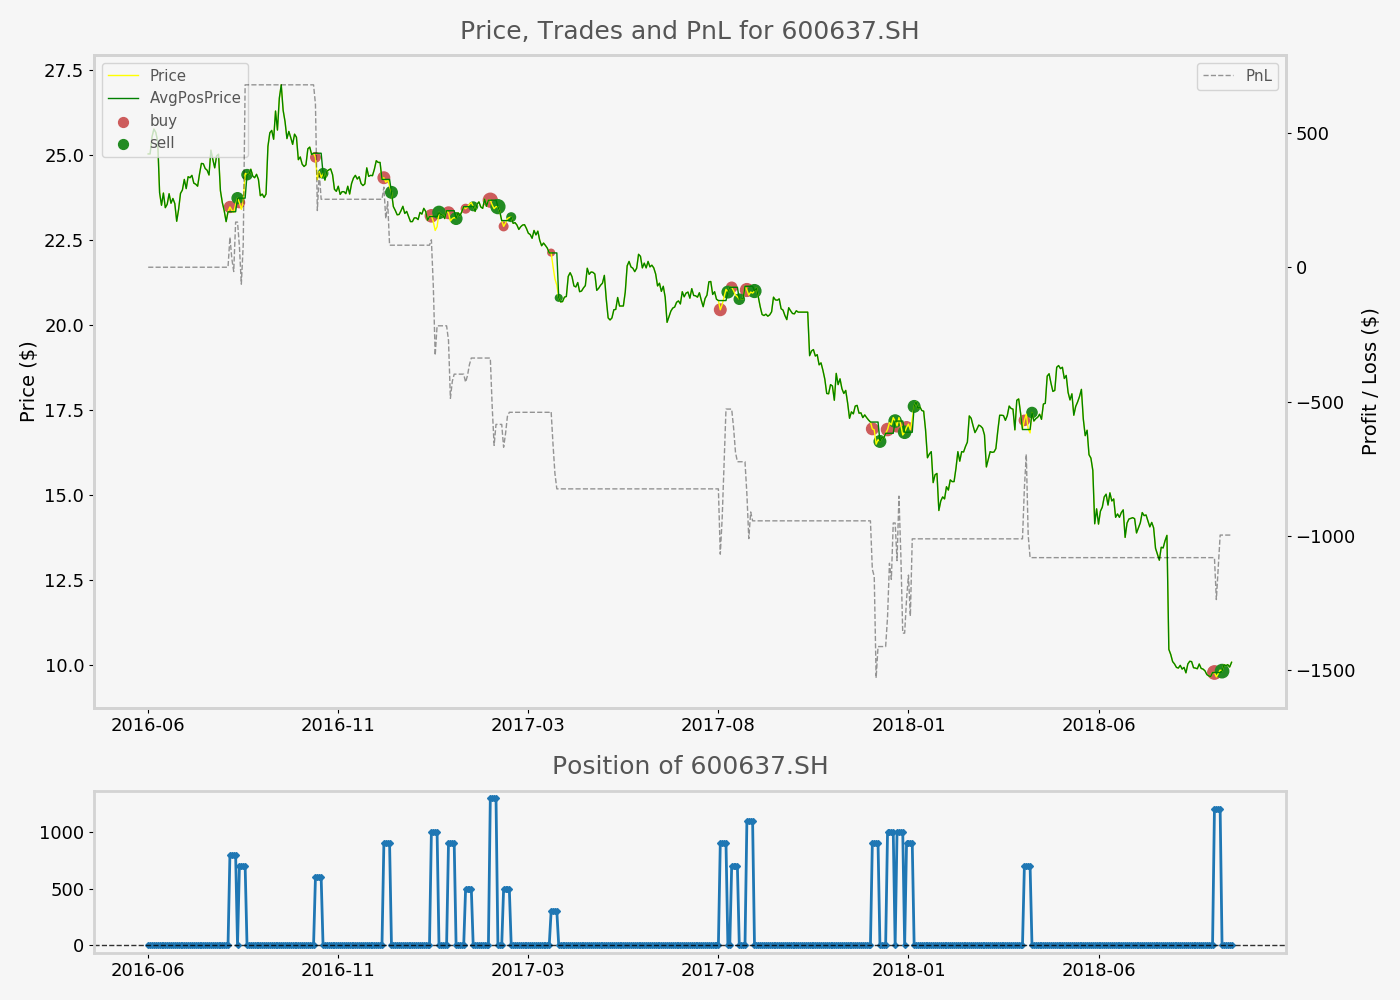 Price, Trades and PnL for 600637.SH
Price
AvgPosPrice
buy
sell
PnL
27.5
25.0
22.5
20.0
17.5
15.0
12.5
10.0
Price ($)
500
0
−500
−1000
−1500
Profit / Loss ($)
2016-06 2016-11 2017-03 2017-08 2018-01 2018-06
Position of 600637.SH
1000
500
0
2016-06 2016-11 2017-03 2017-08 2018-01 2018-06